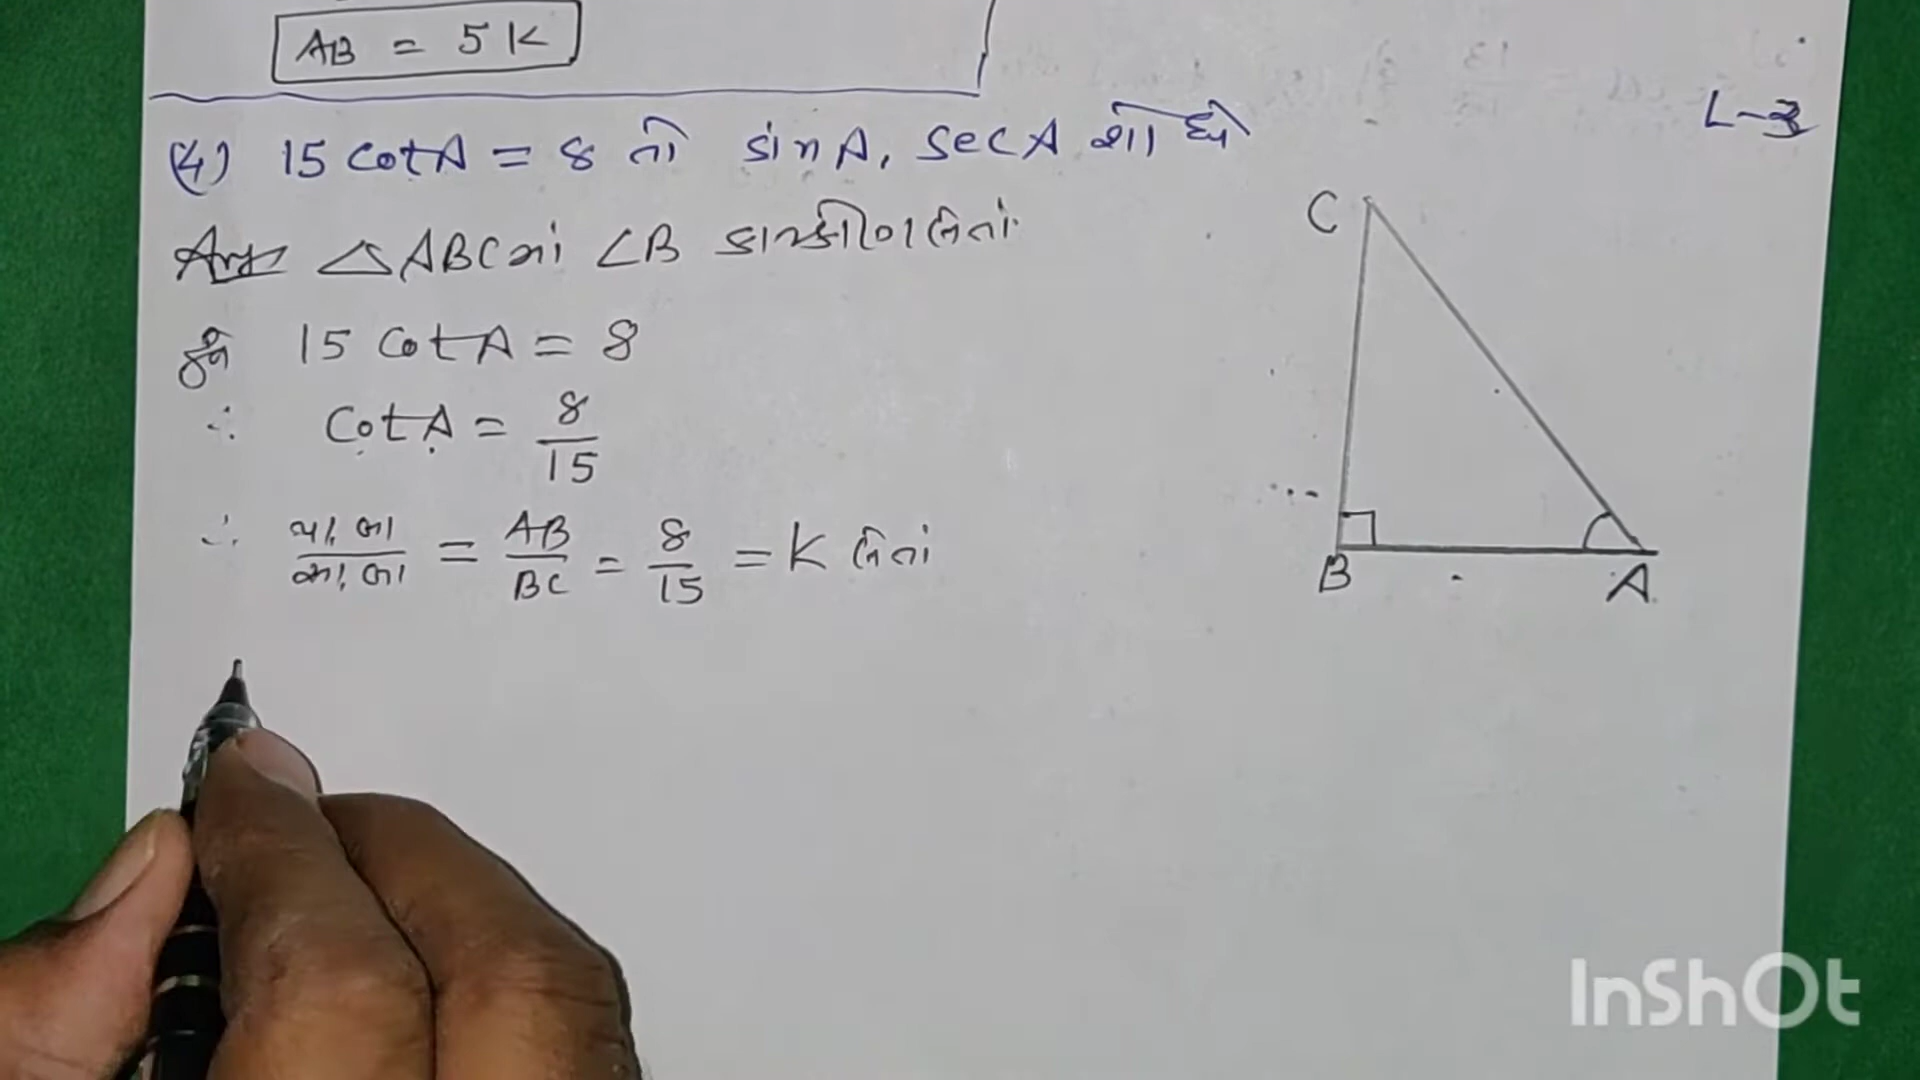 AB = 5K
L-3
(4) 15 cotA = 8 તો sinA, secA શોધો
Ans △ABCમાં ∠B કાટકોણ લેતાં
હવે 15 cotA = 8
∴ cotA = 8/15
∴ પા.બા/સા.બા = AB/BC = 8/15 = K લેતાં
C
B
A
InShOt